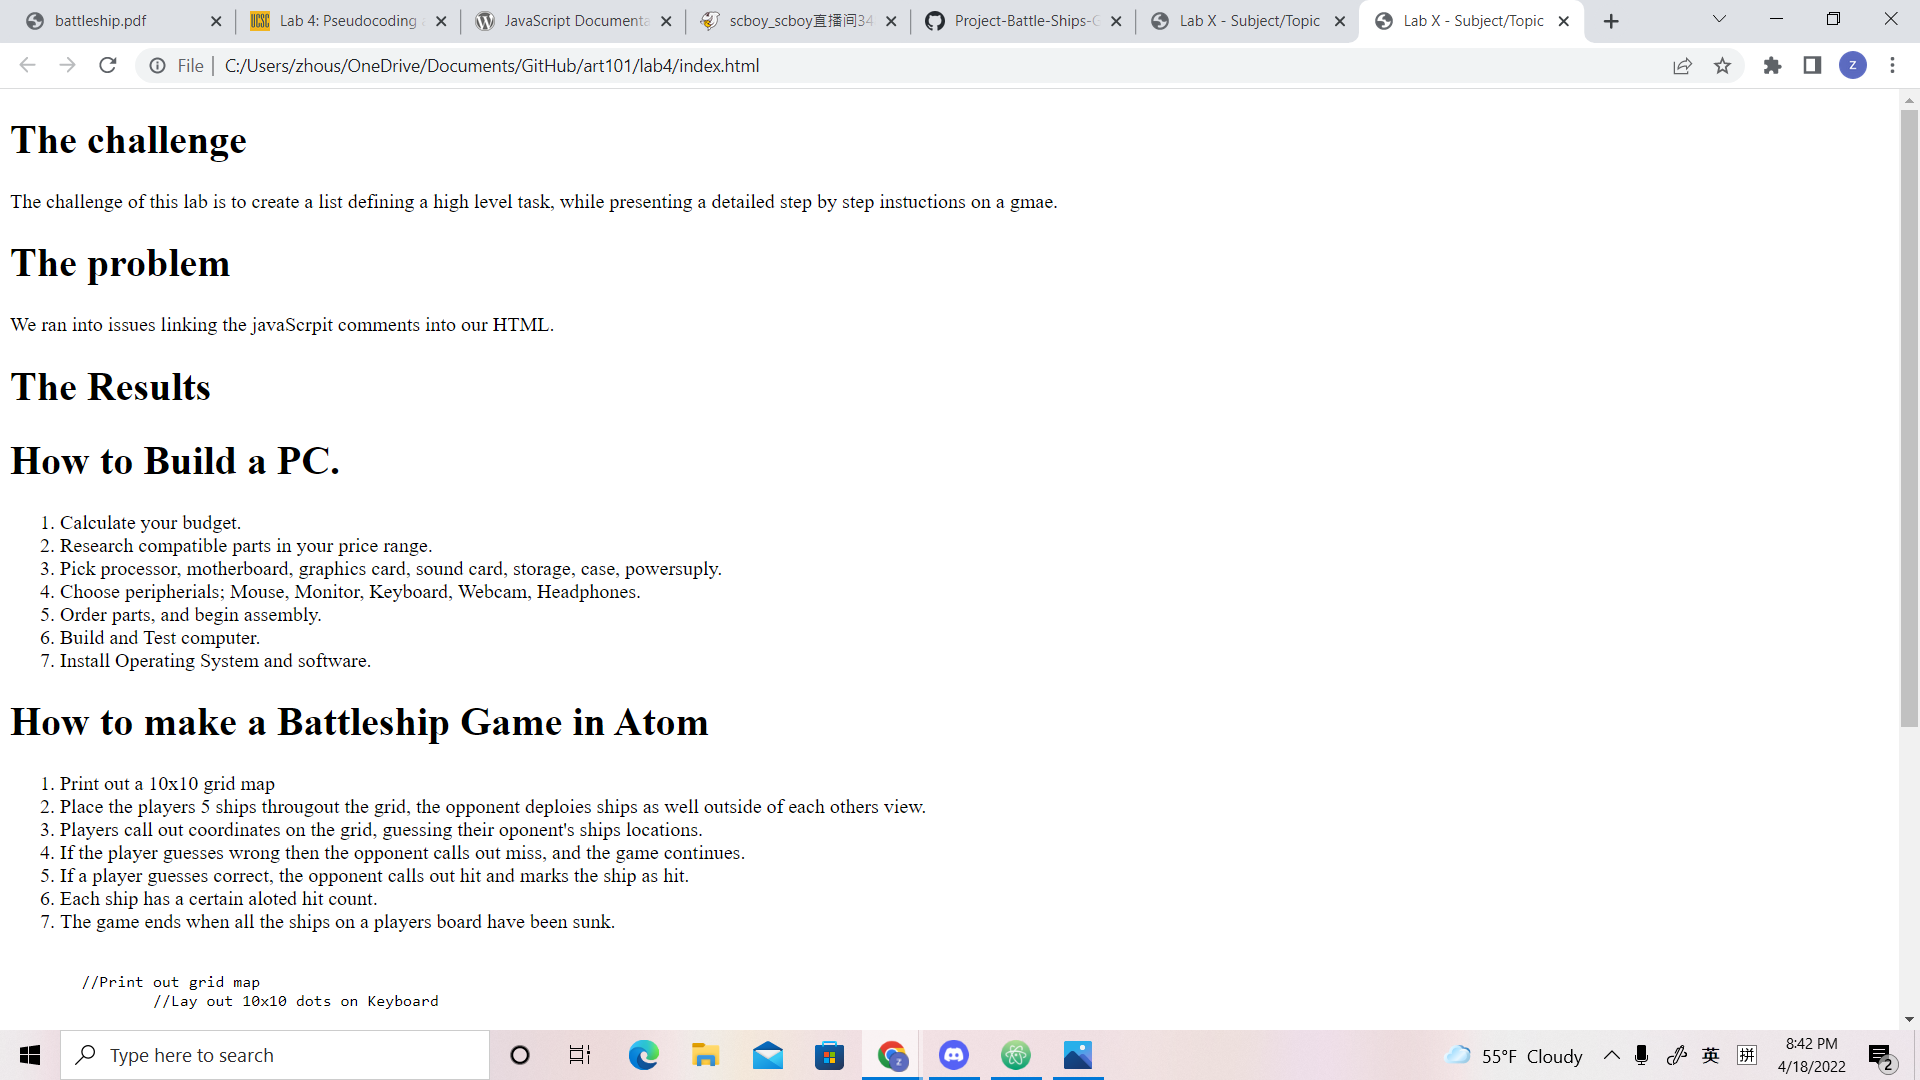 battleship.pdf
Lab 4: Pseudocoding
JavaScript Documenta
scboy_scboy直播间34
Project-Battle-Ships-G
Lab X - Subject/Topic
Lab X - Subject/Topic
File
C:/Users/zhous/OneDrive/Documents/GitHub/art101/lab4/index.html
z
The challenge
The challenge of this lab is to create a list defining a high level task, while presenting a detailed step by step instuctions on a gmae.
The problem
We ran into issues linking the javaScrpit comments into our HTML.
The Results
How to Build a PC.
1. Calculate your budget.
2. Research compatible parts in your price range.
3. Pick processor, motherboard, graphics card, sound card, storage, case, powersuply.
4. Choose peripherials; Mouse, Monitor, Keyboard, Webcam, Headphones.
5. Order parts, and begin assembly.
6. Build and Test computer.
7. Install Operating System and software.
How to make a Battleship Game in Atom
1. Print out a 10x10 grid map
2. Place the players 5 ships througout the grid, the opponent deploies ships as well outside of each others view.
3. Players call out coordinates on the grid, guessing their oponent's ships locations.
4. If the player guesses wrong then the opponent calls out miss, and the game continues.
5. If a player guesses correct, the opponent calls out hit and marks the ship as hit.
6. Each ship has a certain aloted hit count.
7. The game ends when all the ships on a players board have been sunk.
//Print out grid map
//Lay out 10x10 dots on Keyboard
Type here to search
55°F Cloudy
英
拼
8:42 PM
4/18/2022
2